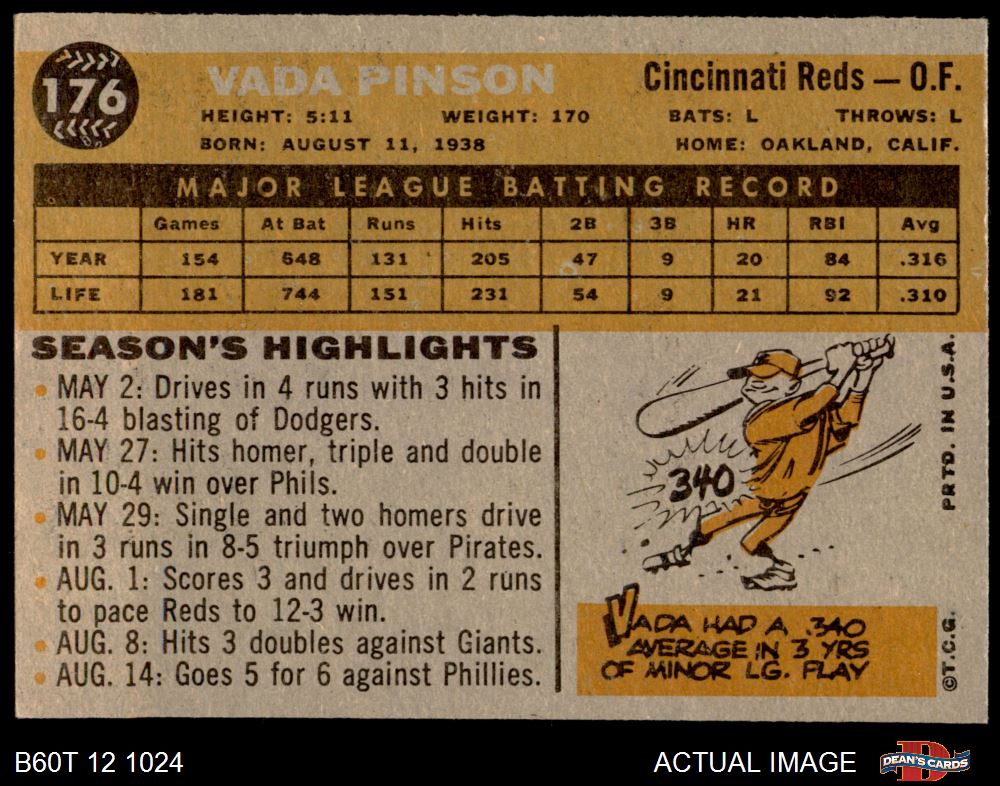 176
VADA PINSON
Cincinnati Reds — O.F.
HEIGHT: 5:11 WEIGHT: 170 BATS: L THROWS: L
BORN: AUGUST 11, 1938 HOME: OAKLAND, CALIF.
MAJOR LEAGUE BATTING RECORD
Games At Bat Runs Hits 2B 3B HR RBI Avg
YEAR 154 648 131 205 47 9 20 84 .316
LIFE 181 744 151 231 54 9 21 92 .310
SEASON'S HIGHLIGHTS
• MAY 2: Drives in 4 runs with 3 hits in
16-4 blasting of Dodgers.
• MAY 27: Hits homer, triple and double
in 10-4 win over Phils.
• MAY 29: Single and two homers drive
in 3 runs in 8-5 triumph over Pirates.
• AUG. 1: Scores 3 and drives in 2 runs
to pace Reds to 12-3 win.
• AUG. 8: Hits 3 doubles against Giants.
• AUG. 14: Goes 5 for 6 against Phillies.
340
VADA HAD A .340
AVERAGE IN 3 YRS
OF MINOR LG. PLAY
PRTD. IN U.S.A.
©T.C.G.
B60T 12 1024
ACTUAL IMAGE
D
DEAN'S CARDS